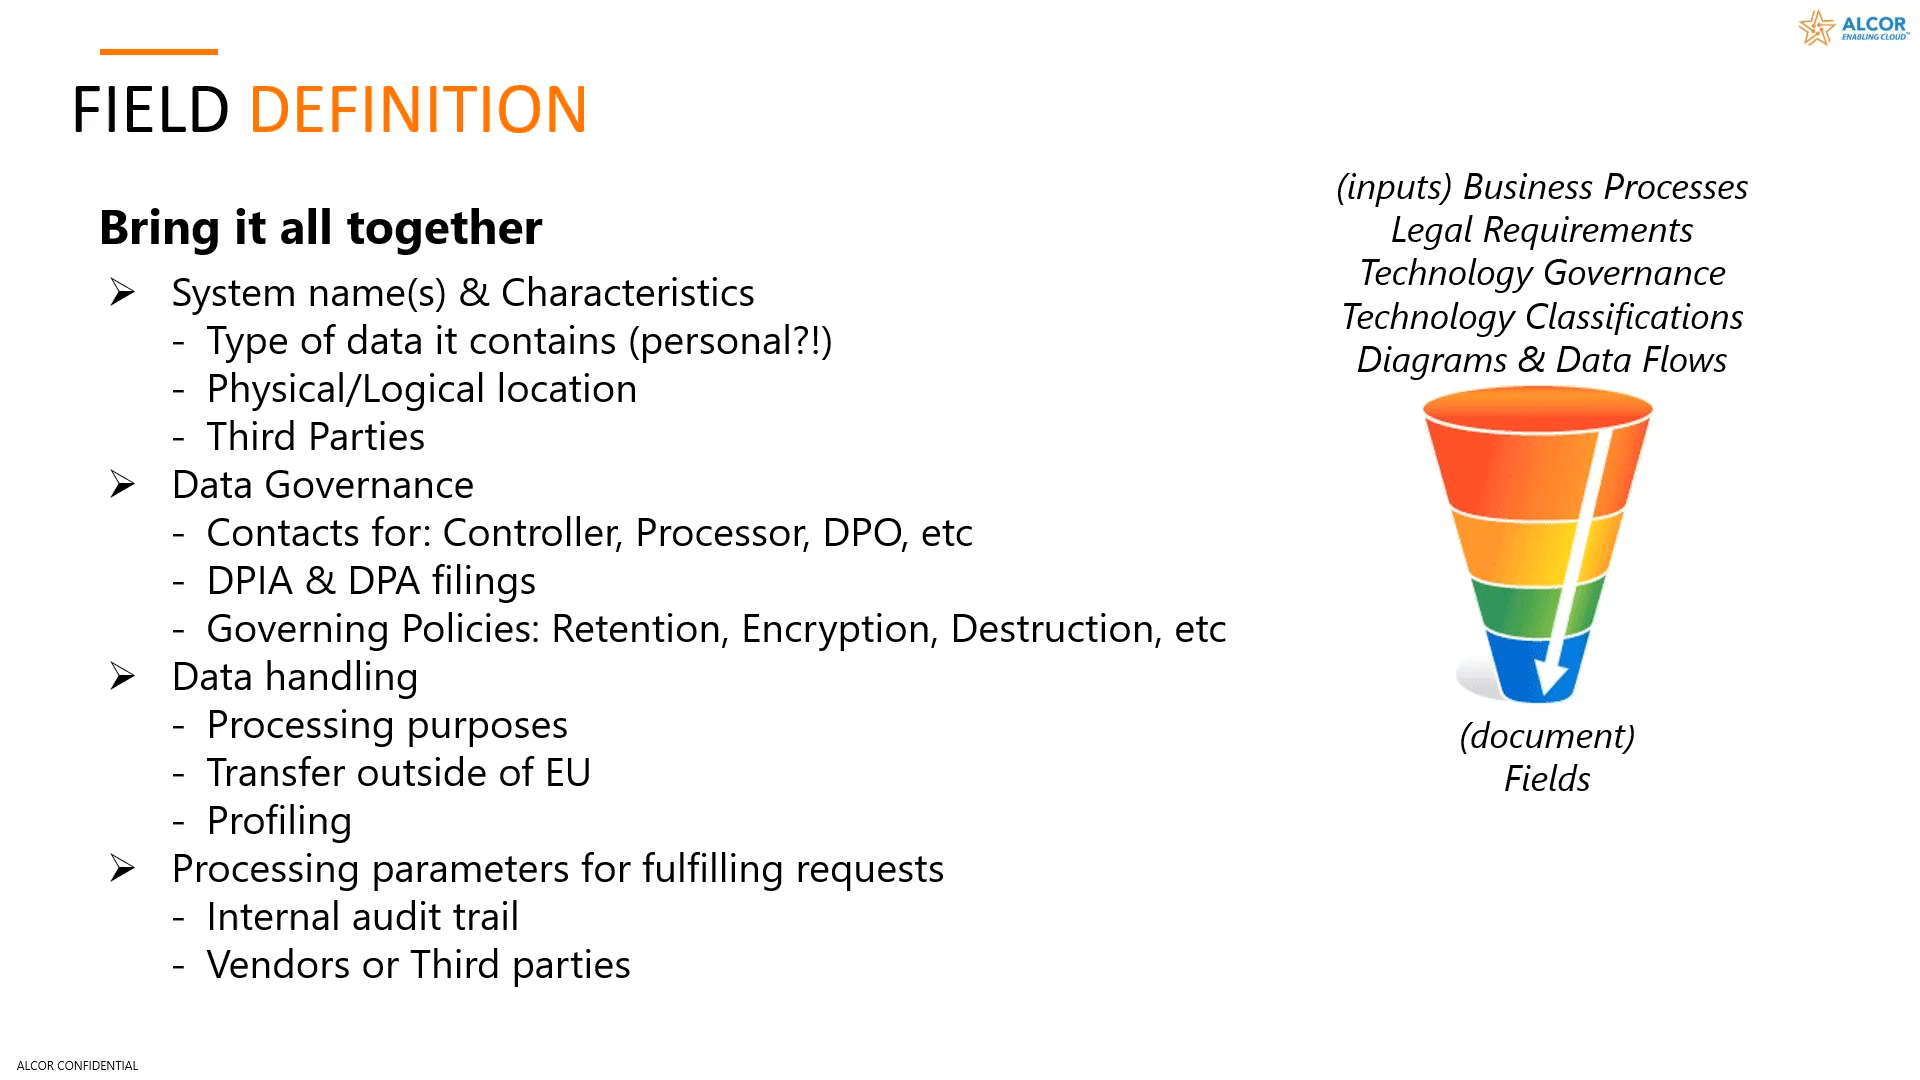 ALCOR
ENABLING CLOUD™
FIELD DEFINITION
Bring it all together
➢ System name(s) & Characteristics
- Type of data it contains (personal?!)
- Physical/Logical location
- Third Parties
➢ Data Governance
- Contacts for: Controller, Processor, DPO, etc
- DPIA & DPA filings
- Governing Policies: Retention, Encryption, Destruction, etc
➢ Data handling
- Processing purposes
- Transfer outside of EU
- Profiling
➢ Processing parameters for fulfilling requests
- Internal audit trail
- Vendors or Third parties
(inputs) Business Processes
Legal Requirements
Technology Governance
Technology Classifications
Diagrams & Data Flows
(document)
Fields
ALCOR CONFIDENTIAL